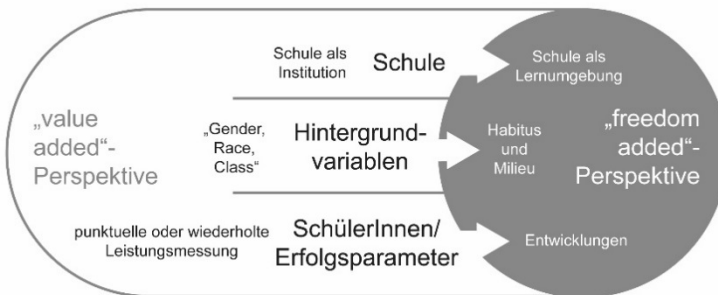 Schule als
Institution
Schule
Schule als
Lernumgebung
„value
added“-
Perspektive
„Gender,
Race,
Class“
Hintergrund-
variablen
Habitus
und
Milieu
„freedom
added“-
Perspektive
punktuelle oder wiederholte
Leistungsmessung
SchülerInnen/
Erfolgsparameter
Entwicklungen